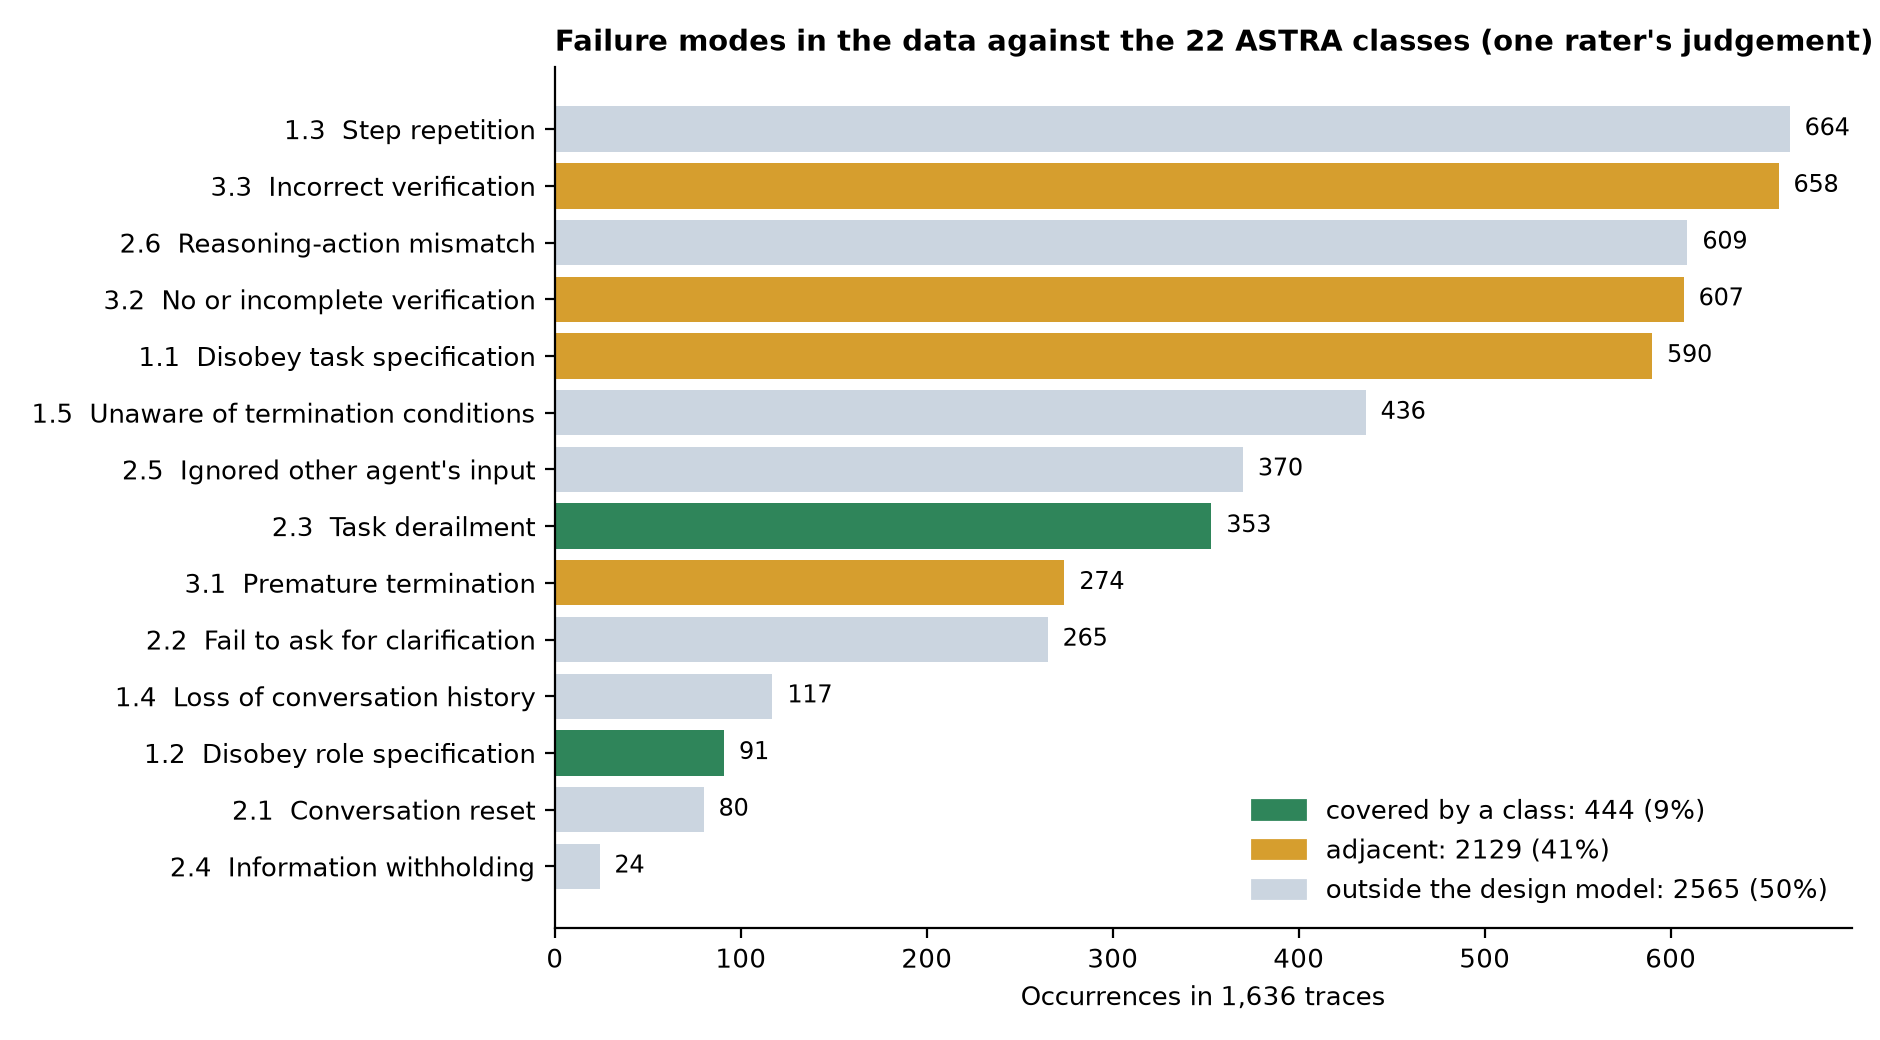 Failure modes in the data against the 22 ASTRA classes (one rater's judgement)
1.3  Step repetition 664
3.3  Incorrect verification 658
2.6  Reasoning-action mismatch 609
3.2  No or incomplete verification 607
1.1  Disobey task specification 590
1.5  Unaware of termination conditions 436
2.5  Ignored other agent's input 370
2.3  Task derailment 353
3.1  Premature termination 274
2.2  Fail to ask for clarification 265
1.4  Loss of conversation history 117
1.2  Disobey role specification 91
2.1  Conversation reset 80
2.4  Information withholding 24
covered by a class: 444 (9%)
adjacent: 2129 (41%)
outside the design model: 2565 (50%)
0 100 200 300 400 500 600
Occurrences in 1,636 traces